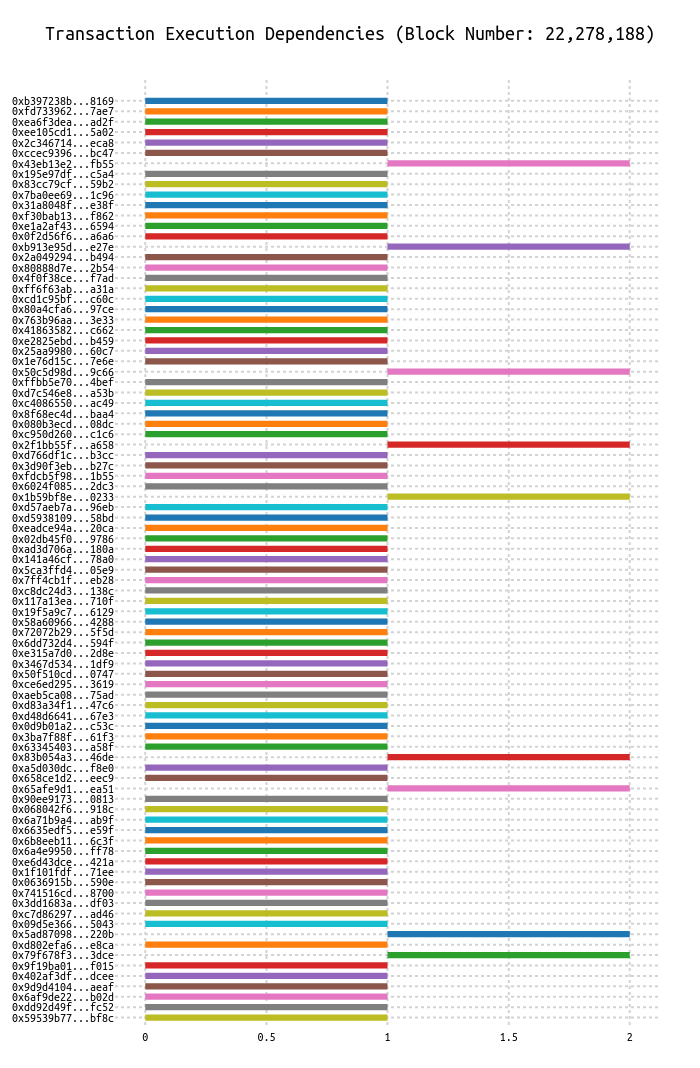 Transaction Execution Dependencies (Block Number: 22,278,188)
0xb397238b...8169
0xfd733962...7ae7
0xea6f3dea...ad2f
0xee105cd1...5a02
0x2c346714...eca8
0xccec9396...bc47
0x43eb13e2...fb55
0x195e97df...c5a4
0x83cc79cf...59b2
0x7ba0ee69...1c96
0x31a8048f...e38f
0xf30bab13...f862
0xe1a2af43...6594
0x0f2d56f6...a6a6
0xb913e95d...e27e
0x2a049294...b494
0x80888d7e...2b54
0x4f0f38ce...f7ad
0xff6f63ab...a31a
0xcd1c95bf...c60c
0x80a4cfa6...97ce
0x763b96aa...3e33
0x41863582...c662
0xe2825ebd...b459
0x25aa9980...60c7
0x1e76d15c...7e6e
0x50c5d98d...9c66
0xffbb5e70...4bef
0xd7c546e8...a53b
0xc4086550...ac49
0x8f68ec4d...baa4
0x080b3ecd...08dc
0xc950d260...c1c6
0x2f1bb55f...a658
0xd766df1c...b3cc
0x3d90f3eb...b27c
0xfdcb5f98...1b55
0x6024f085...2dc3
0x1b59bf8e...0233
0xd57aeb7a...96eb
0xd5938109...58bd
0xeadce94a...20ca
0x02db45f0...9786
0xad3d706a...180a
0x141a46cf...78a0
0x5ca3ffd4...05e9
0x7ff4cb1f...eb28
0xc8dc24d3...138c
0x117a13ea...710f
0x19f5a9c7...6129
0x58a60966...4288
0x72072b29...5f5d
0x6dd732d4...594f
0xe315a7d0...2d8e
0x3467d534...1df9
0x50f510cd...0747
0xce6ed295...3619
0xaeb5ca08...75ad
0xd83a34f1...47c6
0xd48d6641...67e3
0x0d9b01a2...c53c
0x3ba7f88f...61f3
0x63345403...a58f
0x83b054a3...46de
0xa5d030dc...f8e0
0x658ce1d2...eec9
0x65afe9d1...ea51
0x90ee9173...0813
0x068042f6...918c
0x6a71b9a4...ab9f
0x6635edf5...e59f
0x6b8eeb11...6c3f
0x6a4e9950...ff78
0xe6d43dce...421a
0x1f101fdf...71ee
0x0636915b...590e
0x741516cd...8700
0x3dd1683a...df03
0xc7d86297...ad46
0x09d5e366...5043
0x5ad87098...220b
0xd802efa6...e8ca
0x79f678f3...3dce
0x9f19ba01...f015
0x402af3df...dcee
0x9d9d4104...aeaf
0x6af9de22...b02d
0xdd92d49f...fc52
0x59539b77...bf8c
0 0.5 1 1.5 2